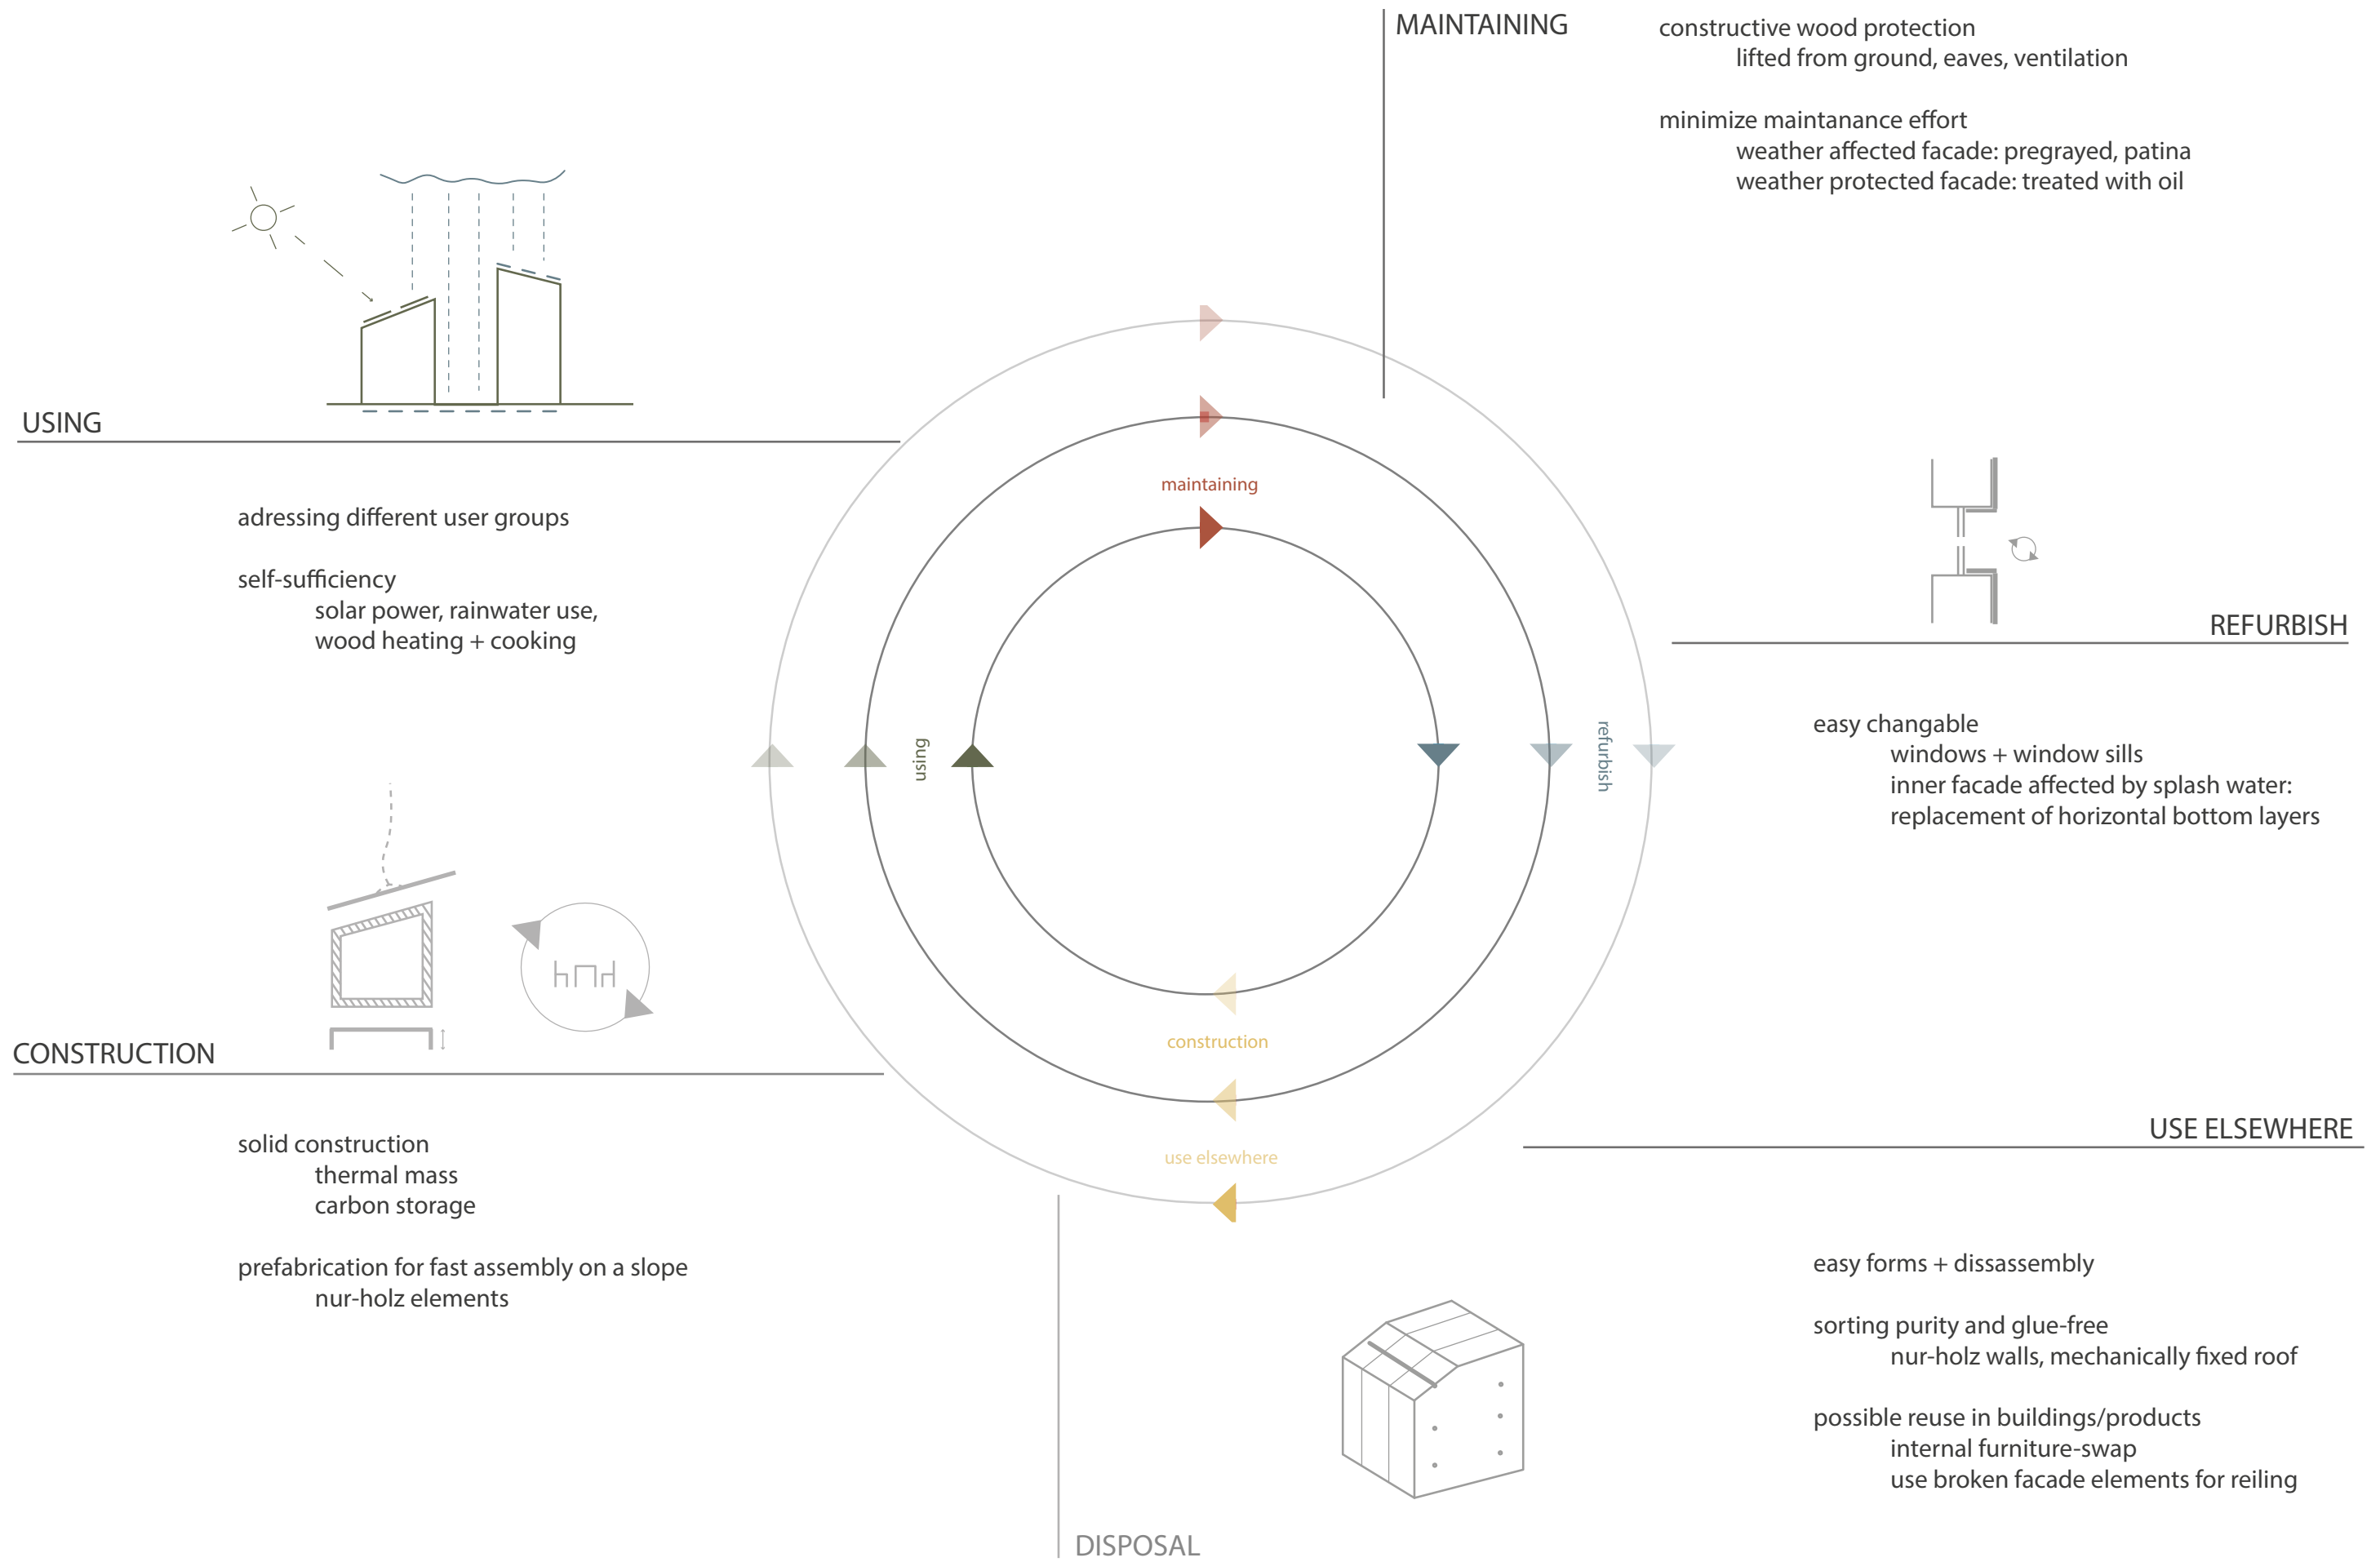 MAINTAINING
constructive wood protection
lifted from ground, eaves, ventilation
minimize maintanance effort
weather affected facade: pregrayed, patina
weather protected facade: treated with oil
USING
adressing different user groups
self-sufficiency
solar power, rainwater use,
wood heating + cooking
maintaining
using
refurbish
construction
use elsewhere
REFURBISH
easy changable
windows + window sills
inner facade affected by splash water:
replacement of horizontal bottom layers
CONSTRUCTION
solid construction
thermal mass
carbon storage
prefabrication for fast assembly on a slope
nur-holz elements
USE ELSEWHERE
easy forms + dissassembly
sorting purity and glue-free
nur-holz walls, mechanically fixed roof
possible reuse in buildings/products
internal furniture-swap
use broken facade elements for reiling
DISPOSAL